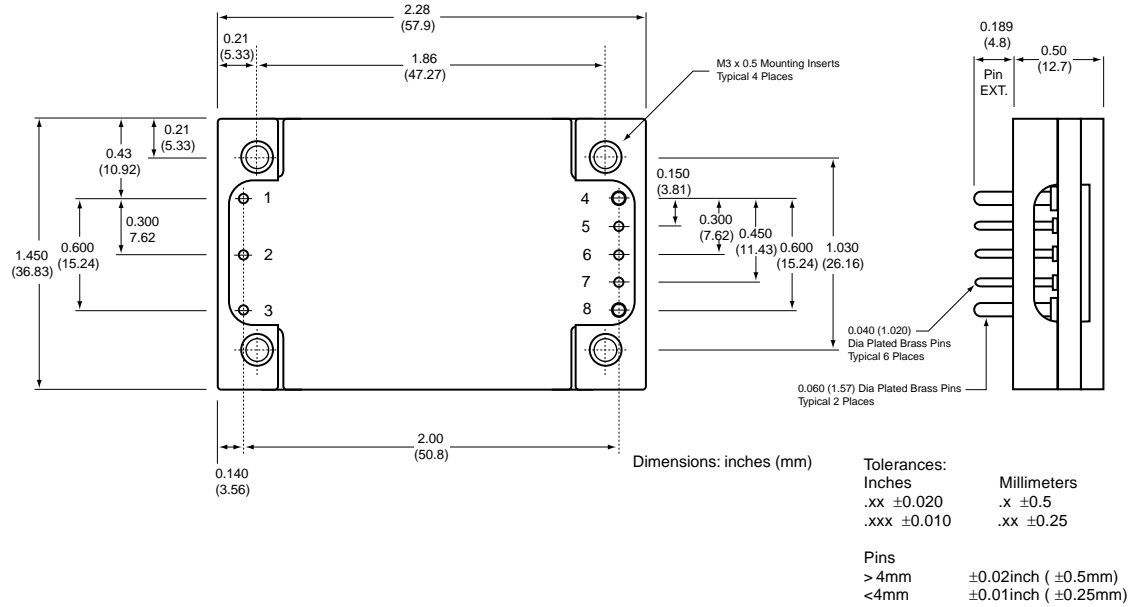 2.28
(57.9)
0.21
(5.33)
1.86
(47.27)
M3 x 0.5 Mounting Inserts
Typical 4 Places
0.189
(4.8)
0.50
(12.7)
Pin
EXT.
0.21
(5.33)
0.43
(10.92)
0.300
7.62
0.600
(15.24)
1.450
(36.83)
1
2
3
4
5
6
7
8
0.150
(3.81)
0.300
(7.62)
0.450
(11.43)
0.600
(15.24)
1.030
(26.16)
0.040 (1.020)
Dia Plated Brass Pins
Typical 6 Places
0.060 (1.57) Dia Plated Brass Pins
Typical 2 Places
2.00
(50.8)
0.140
(3.56)
Dimensions: inches (mm)
Tolerances:
Inches Millimeters
.xx ±0.020 .x ±0.5
.xxx ±0.010 .xx ±0.25
Pins
> 4mm ±0.02inch ( ±0.5mm)
<4mm ±0.01inch ( ±0.25mm)